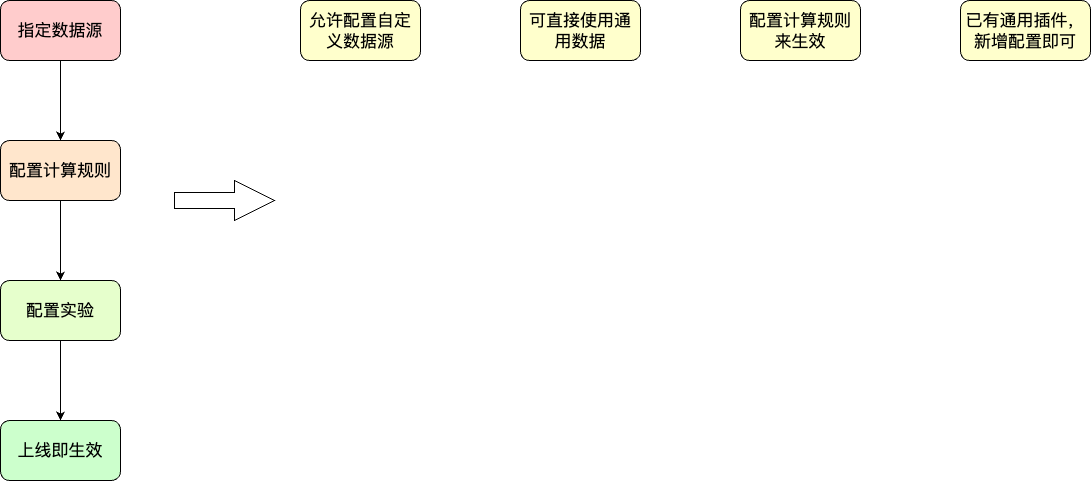 指定数据源
允许配置自定
义数据源
可直接使用通
用数据
配置计算规则
来生效
已有通用插件，
新增配置即可
配置计算规则
配置实验
上线即生效